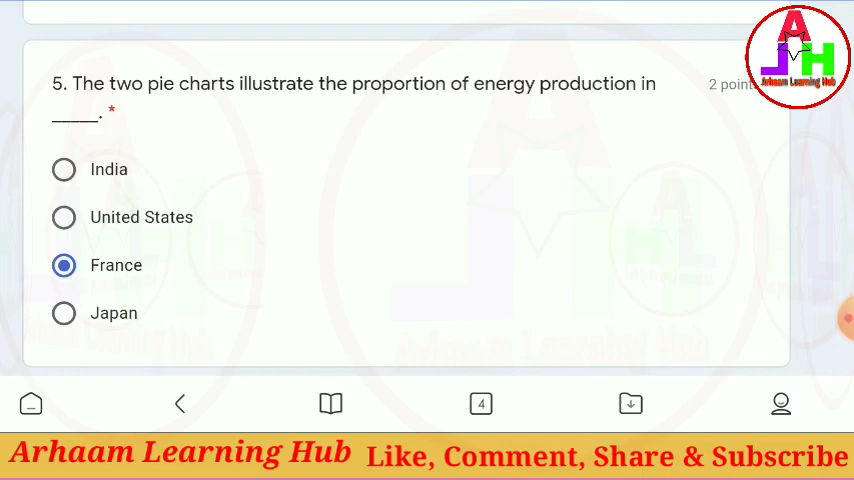 5. The two pie charts illustrate the proportion of energy production in
_____. *
2 point
A
J H
Arhaam Learning Hub
India
United States
France
Japan
4
Arhaam Learning Hub Like, Comment, Share & Subscribe